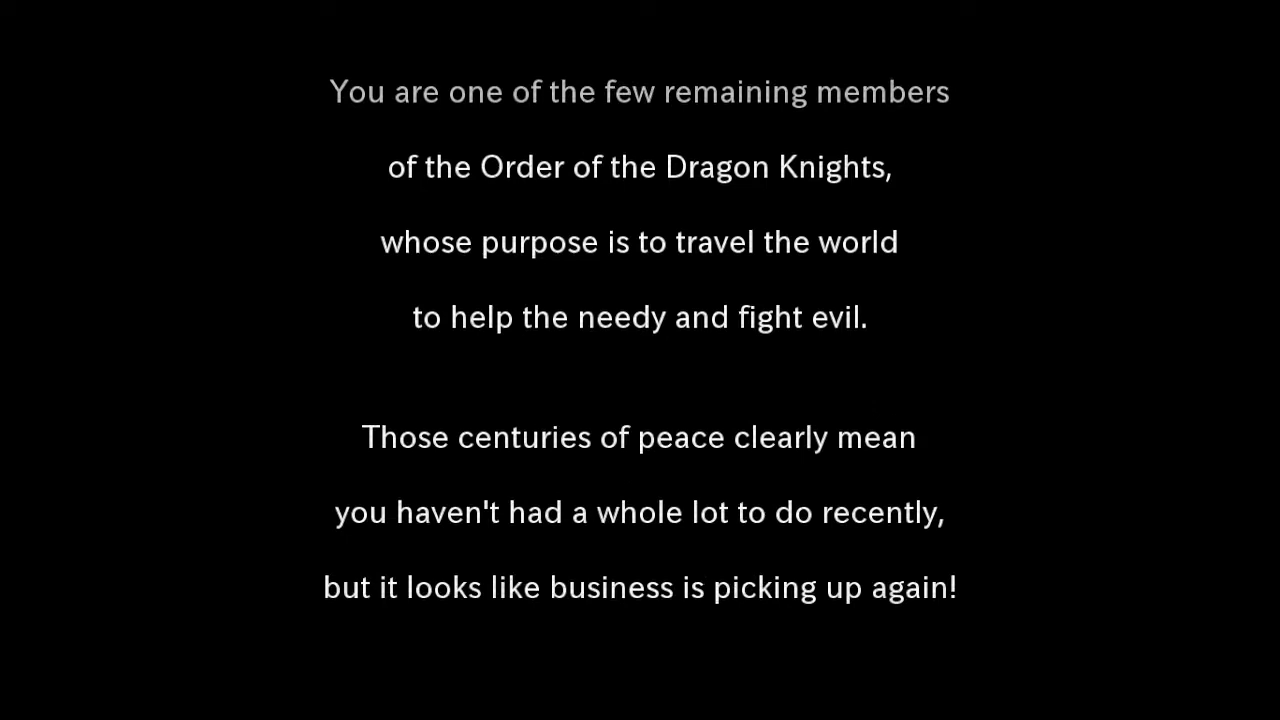 You are one of the few remaining members
of the Order of the Dragon Knights,
whose purpose is to travel the world
to help the needy and fight evil.
Those centuries of peace clearly mean
you haven't had a whole lot to do recently,
but it looks like business is picking up again!